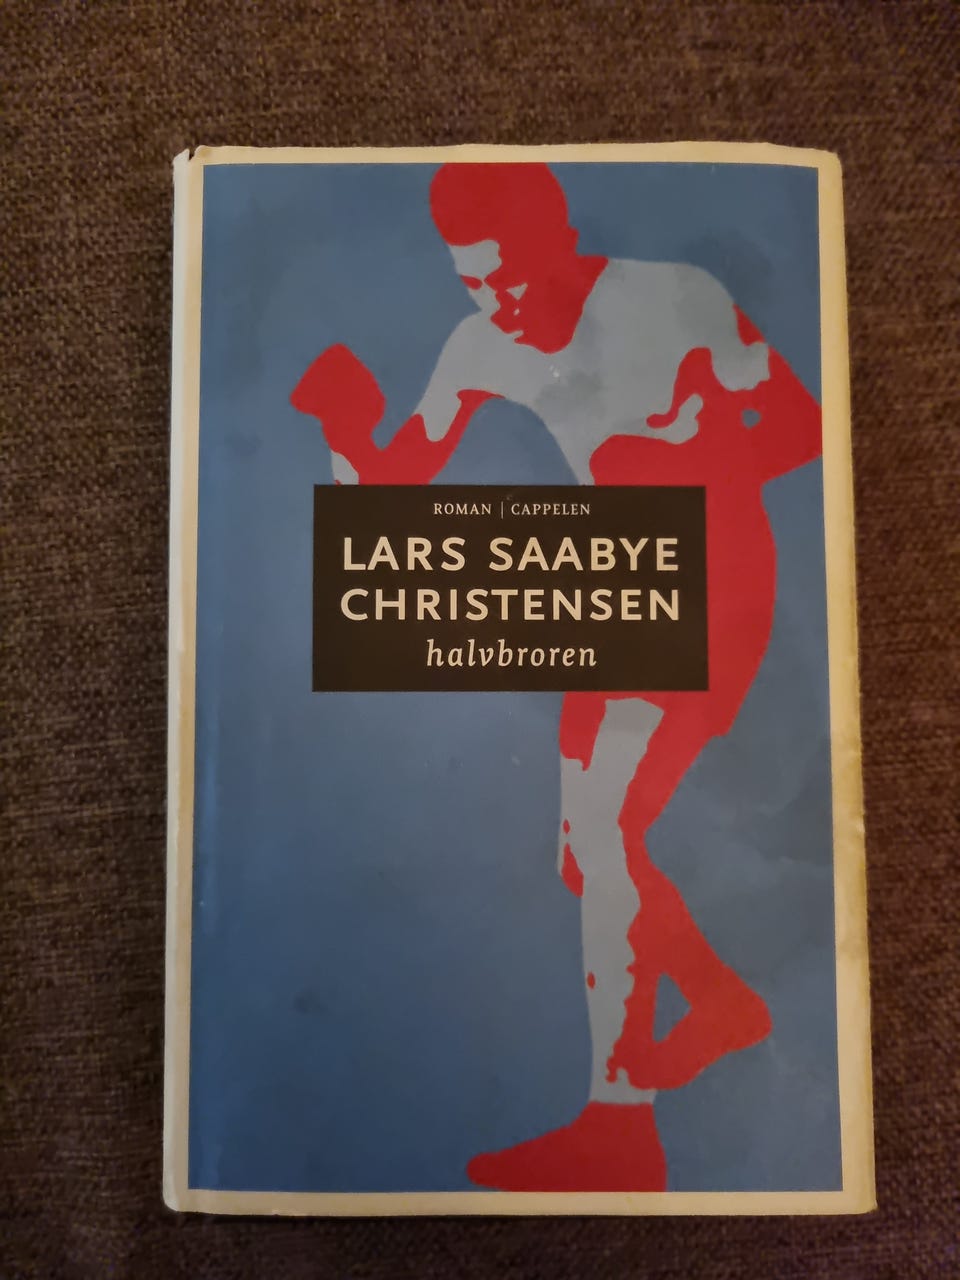 ROMAN | CAPPELEN
LARS SAABYE
CHRISTENSEN
halvbroren